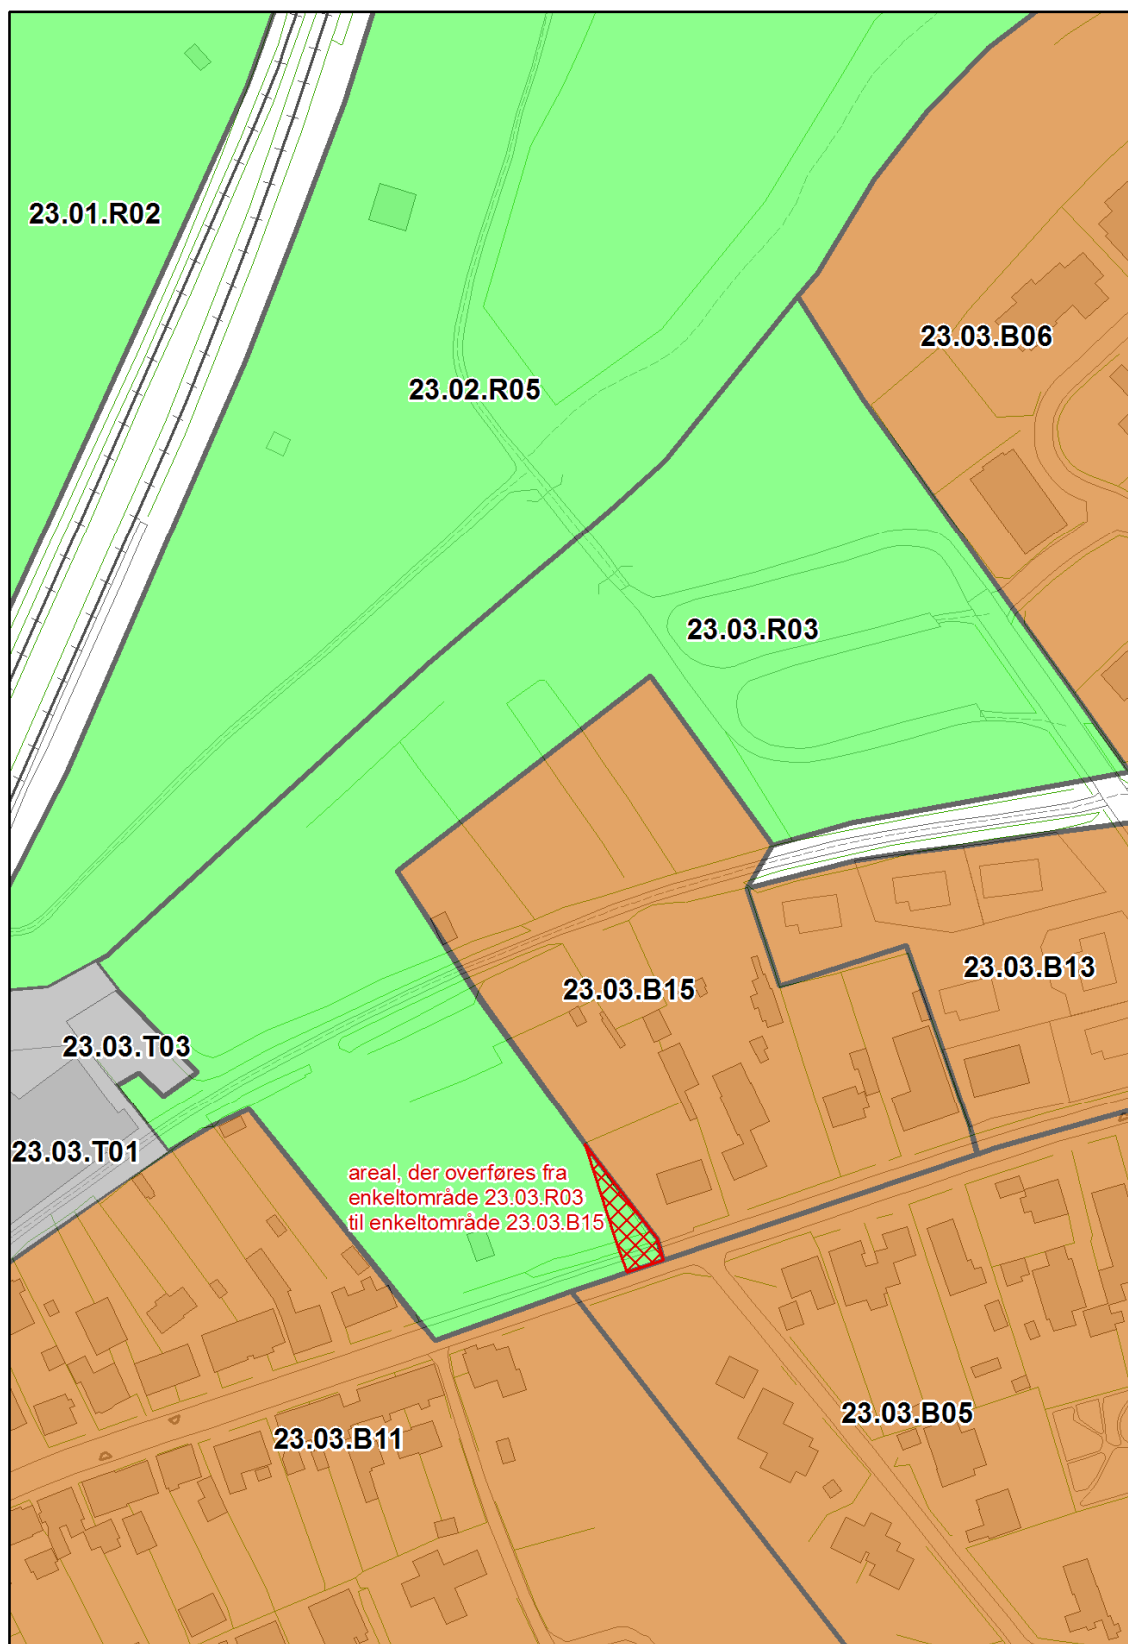 23.01.R02
23.03.B06
23.02.R05
23.03.R03
23.03.B13
23.03.B15
23.03.T03
23.03.T01
areal, der overføres fra
enkeltområde 23.03.R03
til enkeltområde 23.03.B15
23.03.B05
23.03.B11